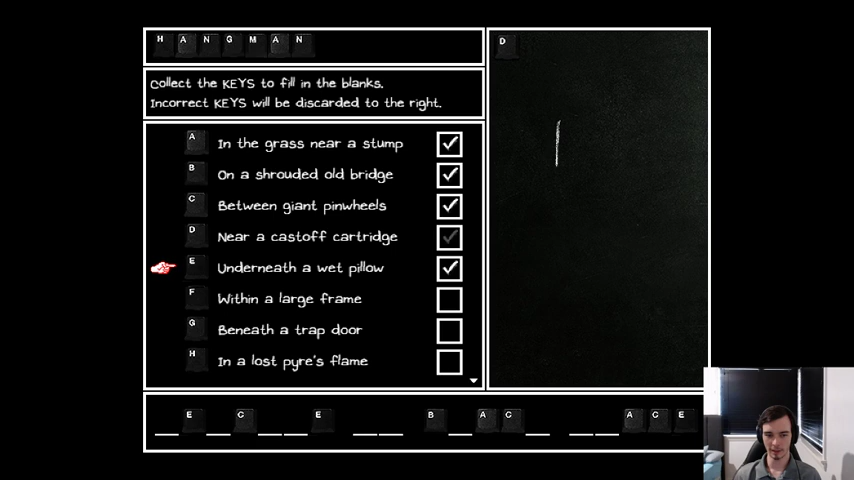 H A N G M A N
D
Collect the KEYS to fill in the blanks.
Incorrect KEYS will be discarded to the right.
A In the grass near a stump
B On a shrouded old bridge
C Between giant pinwheels
D Near a castoff cartridge
E Underneath a wet pillow
F Within a large frame
G Beneath a trap door
H In a lost pyre's flame
_ E _ C _ _ E _ _ B _ A C _ _ _ A C E